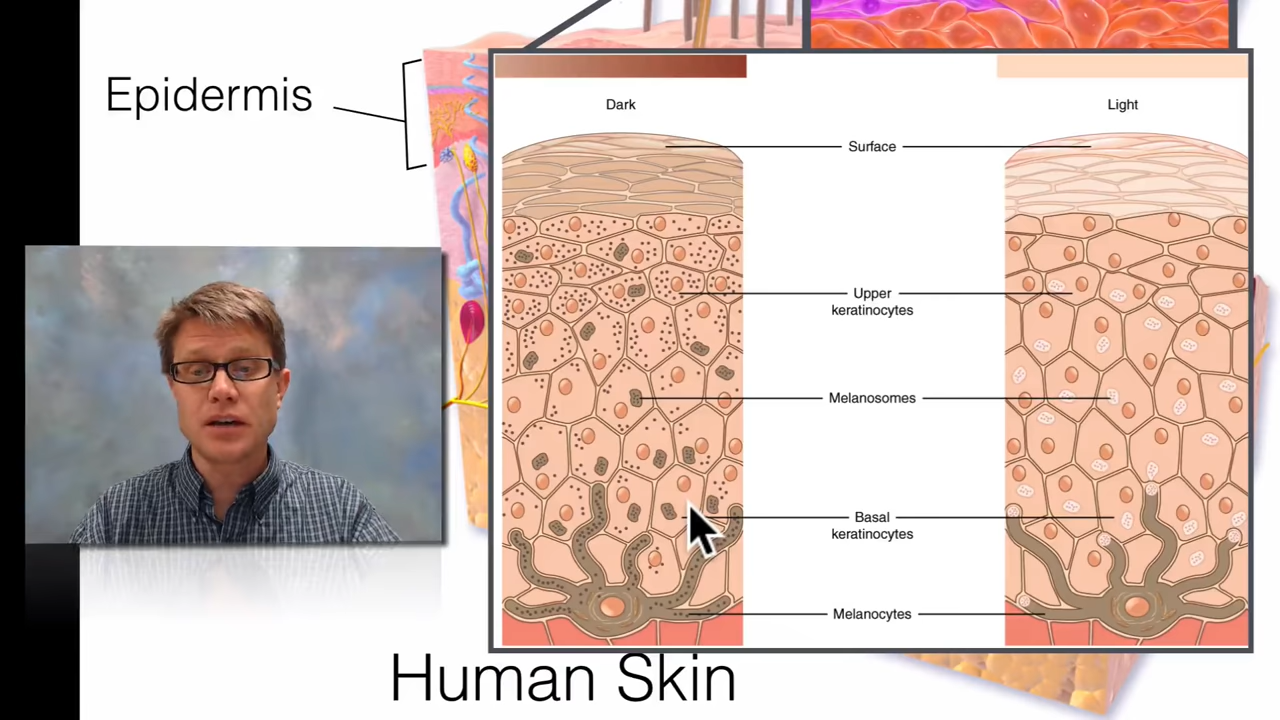 Epidermis
Dark
Light
Surface
Upper
keratinocytes
Melanosomes
Basal
keratinocytes
Melanocytes
Human Skin